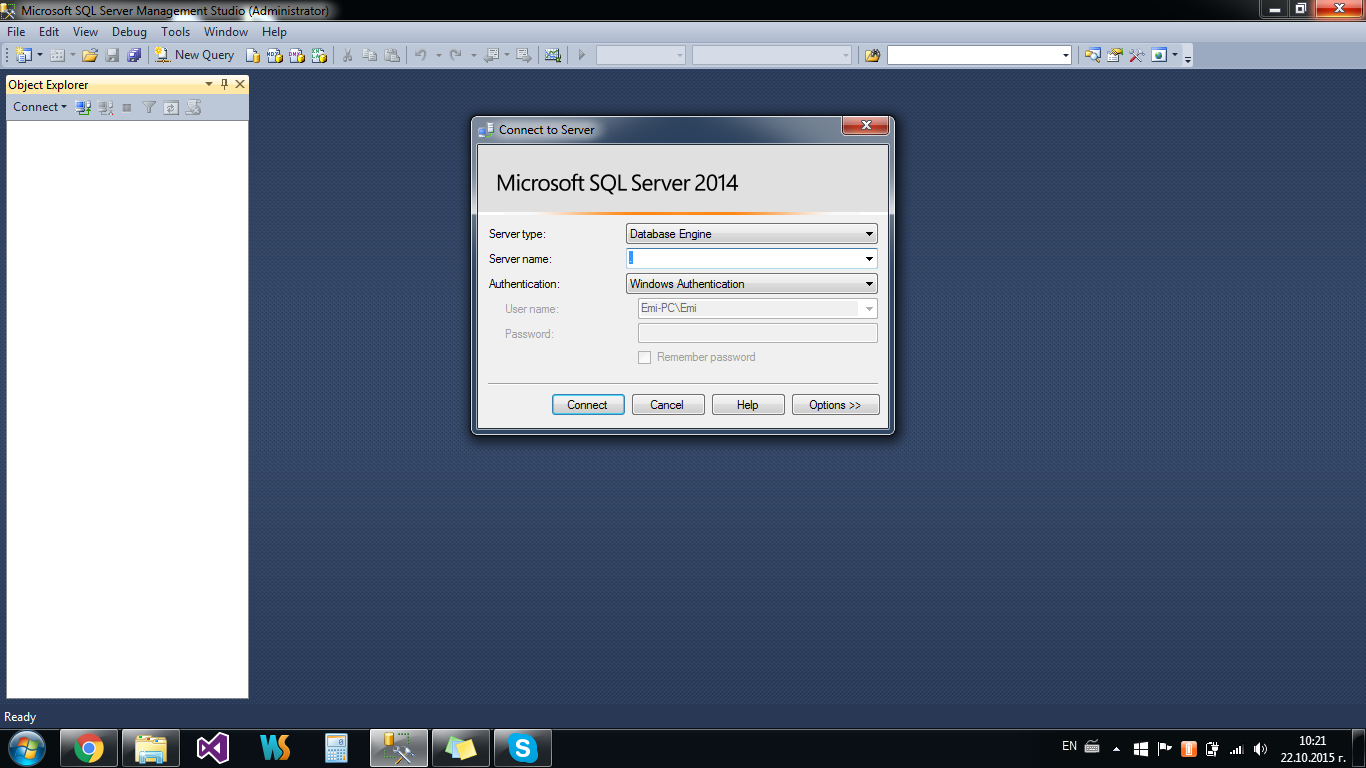 Microsoft SQL Server Management Studio (Administrator)
File Edit View Debug Tools Window Help
New Query
Object Explorer
Connect
Connect to Server
Microsoft SQL Server 2014
Server type: Database Engine
Server name: .
Authentication: Windows Authentication
User name: Emi-PC\Emi
Password:
Remember password
Connect Cancel Help Options >>
Ready
EN
10:21
22.10.2015 г.